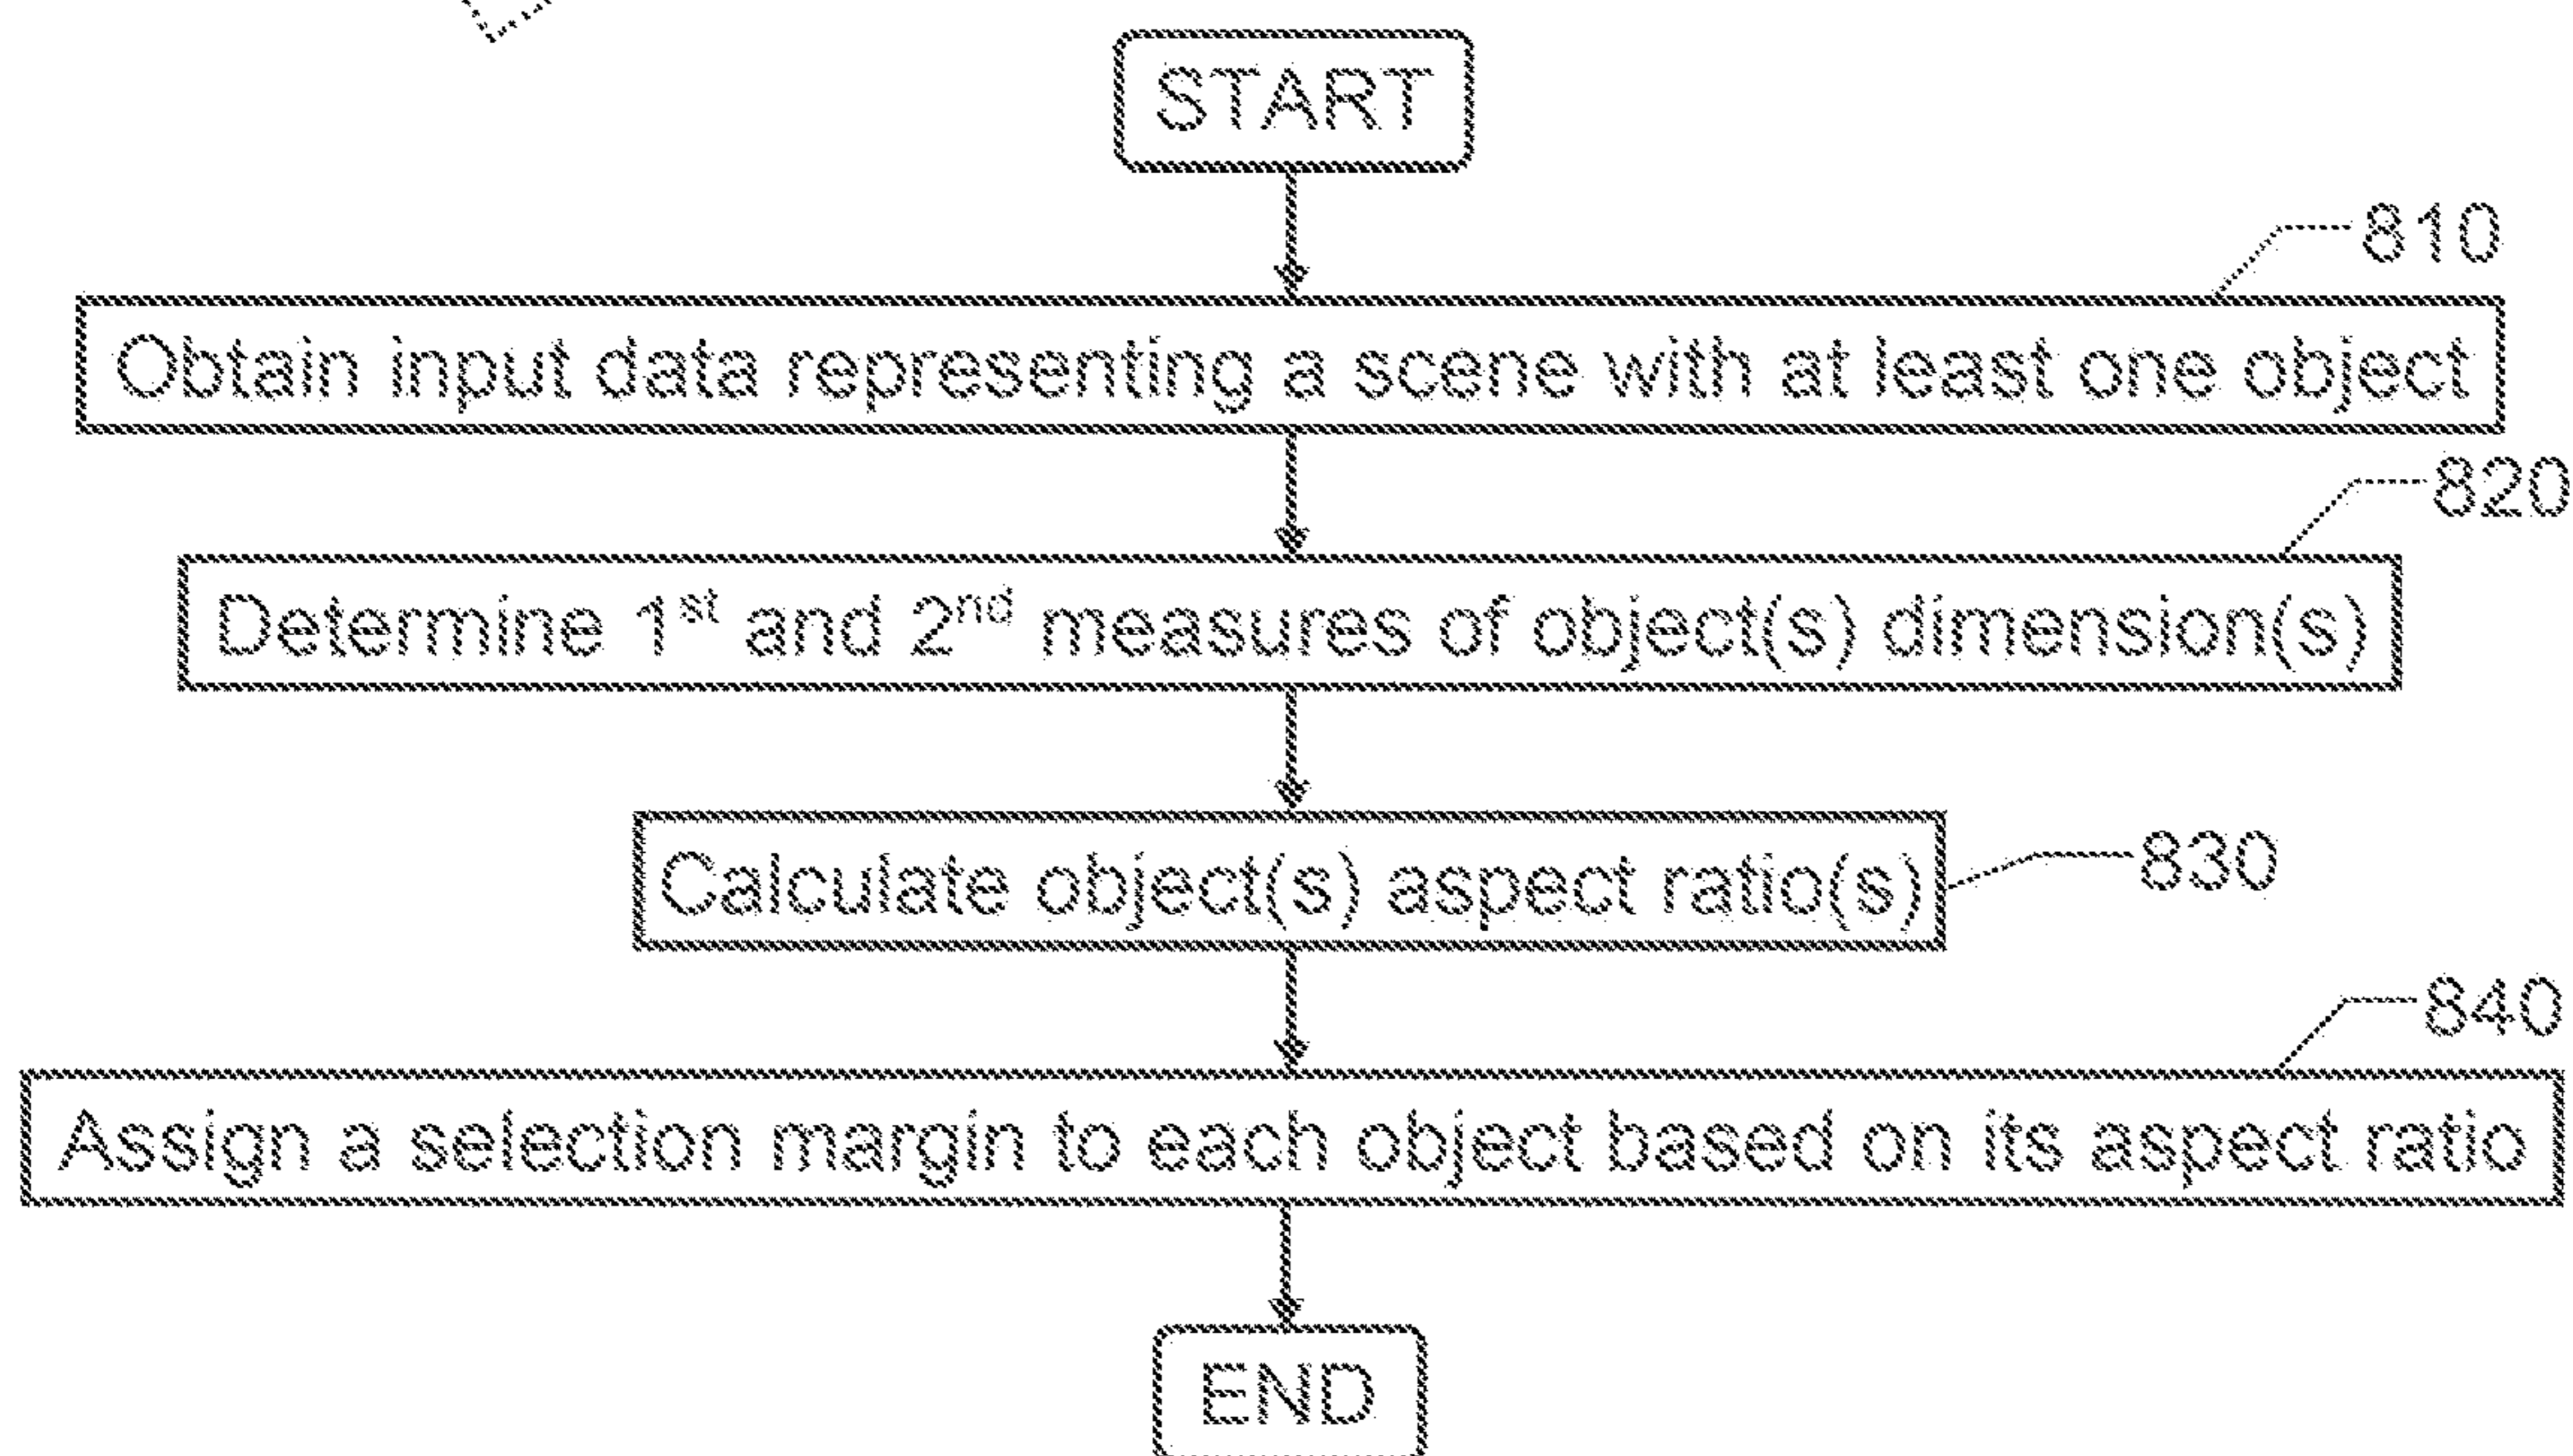 START
810
Obtain input data representing a scene with at least one object
820
Determine 1st and 2nd measures of object(s) dimension(s)
Calculate object(s) aspect ratio(s)
830
840
Assign a selection margin to each object based on its aspect ratio
END